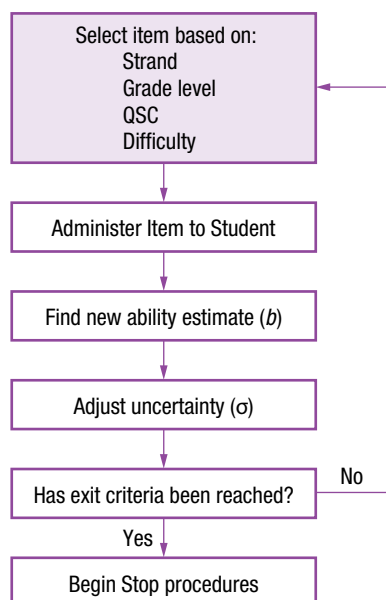 Select item based on:
Strand
Grade level
QSC
Difficulty
Administer Item to Student
Find new ability estimate (b)
Adjust uncertainty (σ)
Has exit criteria been reached?
No
Yes
Begin Stop procedures